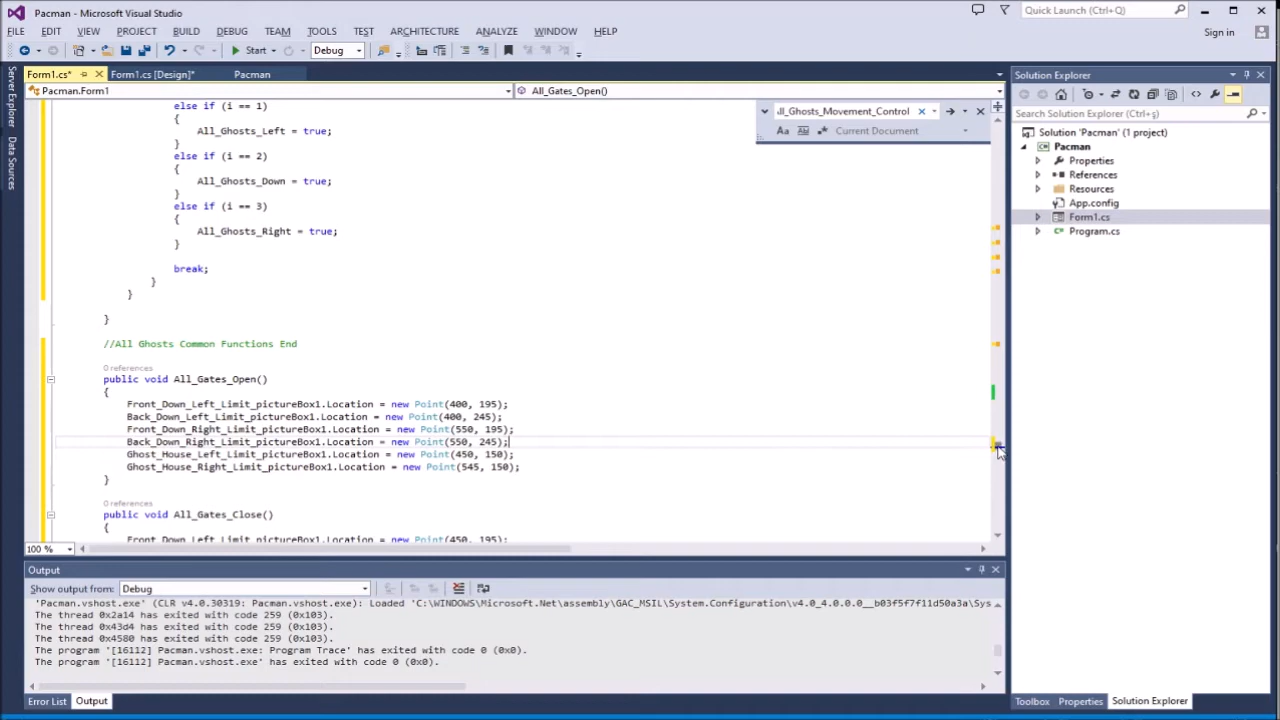 Pacman - Microsoft Visual Studio
Quick Launch (Ctrl+Q)
FILE EDIT VIEW PROJECT BUILD DEBUG TEAM TOOLS TEST ARCHITECTURE ANALYZE WINDOW HELP
Sign in
Start Debug
Form1.cs* Form1.cs [Design]* Pacman
Pacman.Form1 All_Gates_Open()
Server Explorer
Data Sources
ll_Ghosts_Movement_Control
Aa Current Document
else if (i == 1)
{
All_Ghosts_Left = true;
}
else if (i == 2)
{
All_Ghosts_Down = true;
}
else if (i == 3)
{
All_Ghosts_Right = true;
}
break;
}
}
}
//All Ghosts Common Functions End
0 references
public void All_Gates_Open()
{
Front_Down_Left_Limit_pictureBox1.Location = new Point(400, 195);
Back_Down_Left_Limit_pictureBox1.Location = new Point(400, 245);
Front_Down_Right_Limit_pictureBox1.Location = new Point(550, 195);
Back_Down_Right_Limit_pictureBox1.Location = new Point(550, 245);
Ghost_House_Left_Limit_pictureBox1.Location = new Point(450, 150);
Ghost_House_Right_Limit_pictureBox1.Location = new Point(545, 150);
}
0 references
public void All_Gates_Close()
{
Front_Down_Left_Limit_pictureBox1.Location = new Point(450, 195);
100 %
Solution Explorer
Search Solution Explorer (Ctrl+ş)
Solution 'Pacman' (1 project)
Pacman
Properties
References
Resources
App.config
Form1.cs
Program.cs
Output
Show output from: Debug
'Pacman.vshost.exe' (CLR v4.0.30319: Pacman.vshost.exe): Loaded 'C:\WINDOWS\Microsoft.Net\assembly\GAC_MSIL\System.Configuration\v4.0_4.0.0.0__b03f5f7f11d50a3a\Sys
The thread 0x2a14 has exited with code 259 (0x103).
The thread 0x43d4 has exited with code 259 (0x103).
The thread 0x4580 has exited with code 259 (0x103).
The program '[16112] Pacman.vshost.exe: Program Trace' has exited with code 0 (0x0).
The program '[16112] Pacman.vshost.exe' has exited with code 0 (0x0).
Error List Output
Toolbox Properties Solution Explorer